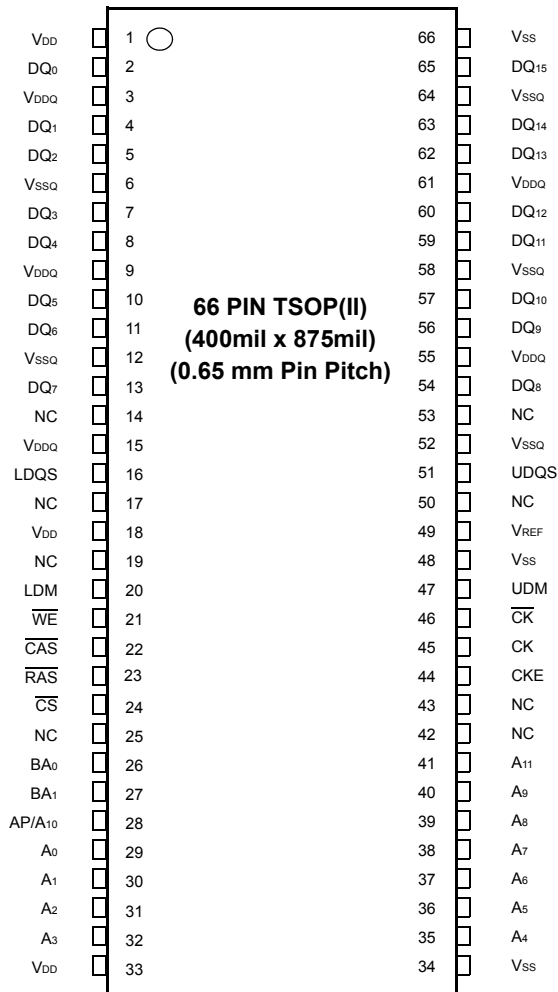 VDD 1 66 VSS
DQ0 2 65 DQ15
VDDQ 3 64 VSSQ
DQ1 4 63 DQ14
DQ2 5 62 DQ13
VSSQ 6 61 VDDQ
DQ3 7 60 DQ12
DQ4 8 59 DQ11
VDDQ 9 58 VSSQ
DQ5 10 57 DQ10
66 PIN TSOP(II)
DQ6 11 56 DQ9
(400mil x 875mil)
VSSQ 12 55 VDDQ
(0.65 mm Pin Pitch)
DQ7 13 54 DQ8
NC 14 53 NC
VDDQ 15 52 VSSQ
LDQS 16 51 UDQS
NC 17 50 NC
VDD 18 49 VREF
NC 19 48 VSS
LDM 20 47 UDM
WE 21 46 CK
CAS 22 45 CK
RAS 23 44 CKE
CS 24 43 NC
NC 25 42 NC
BA0 26 41 A11
BA1 27 40 A9
AP/A10 28 39 A8
A0 29 38 A7
A1 30 37 A6
A2 31 36 A5
A3 32 35 A4
VDD 33 34 VSS